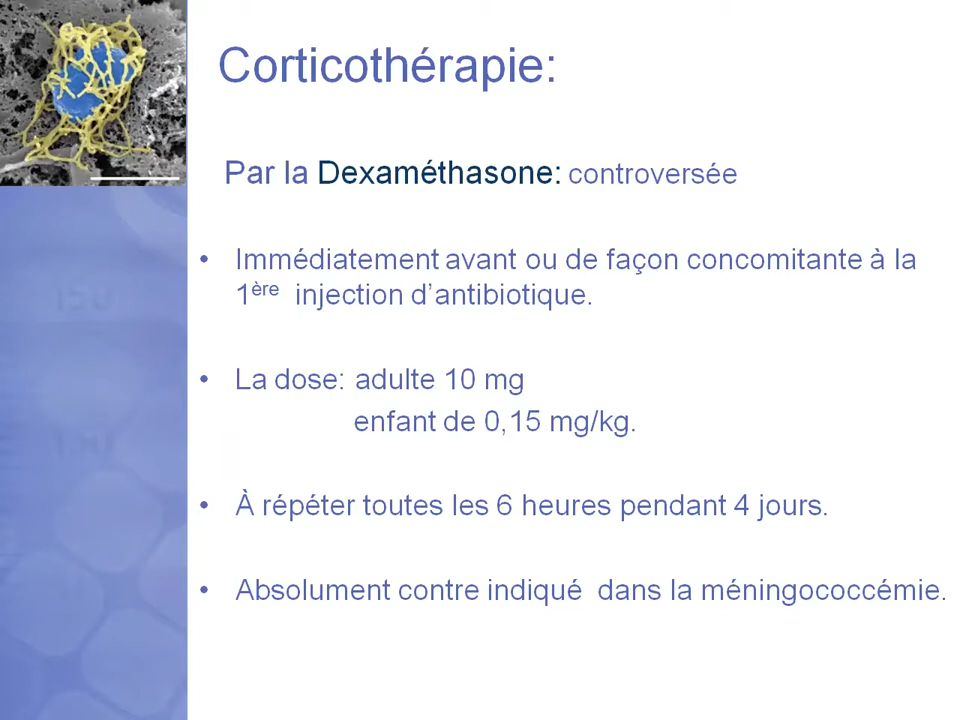 Corticothérapie:
Par la Dexaméthasone: controversée
• Immédiatement avant ou de façon concomitante à la
1ère injection d’antibiotique.
• La dose: adulte 10 mg
enfant de 0,15 mg/kg.
• À répéter toutes les 6 heures pendant 4 jours.
• Absolument contre indiqué dans la méningococcémie.